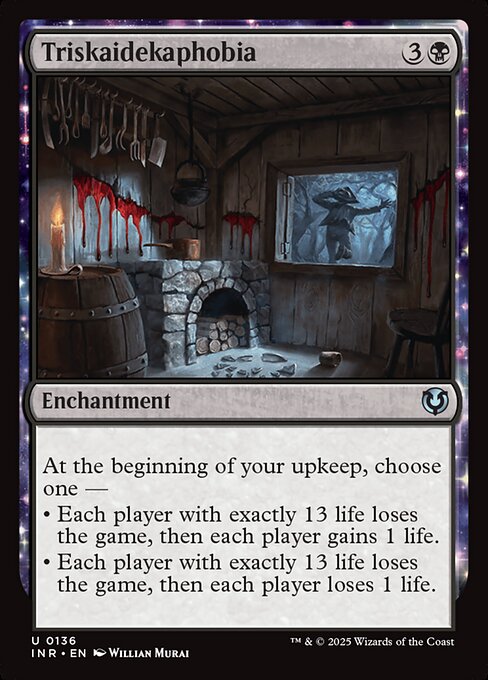 Triskaidekaphobia 3
Enchantment
At the beginning of your upkeep, choose
one —
• Each player with exactly 13 life loses
the game, then each player gains 1 life.
• Each player with exactly 13 life loses
the game, then each player loses 1 life.
U 0136
INR • EN Willian Murai
™ & © 2025 Wizards of the Coast